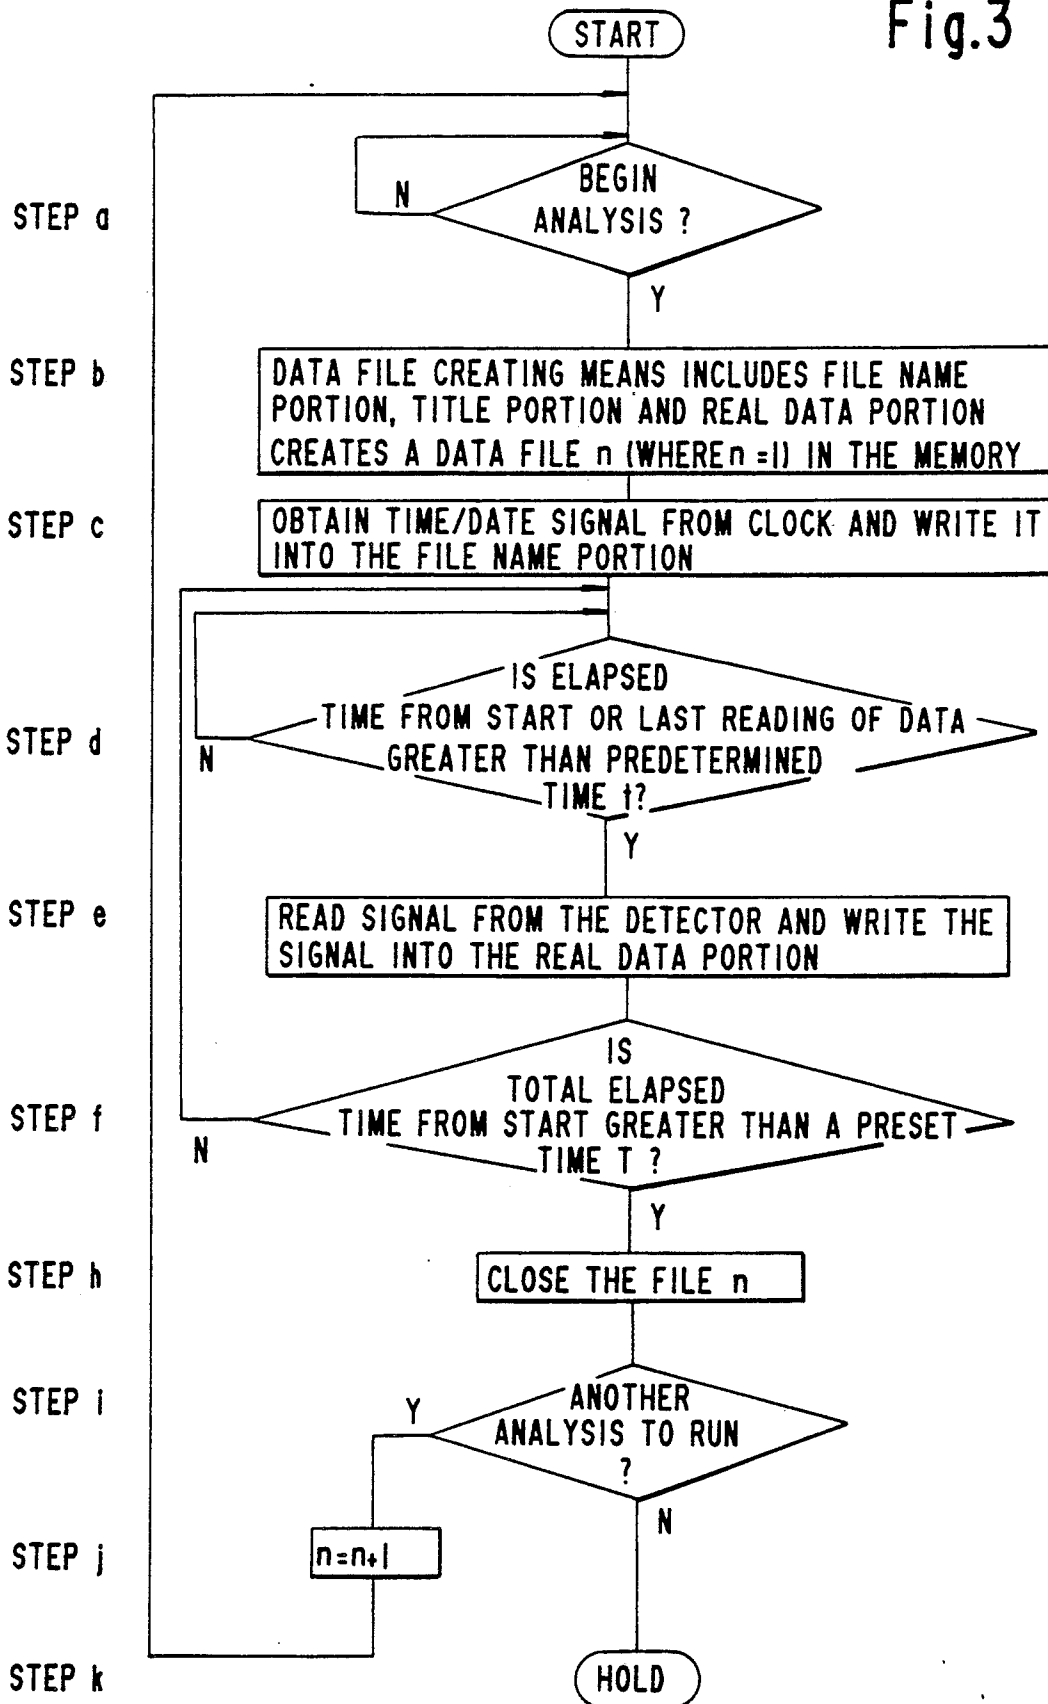 Fig.3
START
STEP a
BEGIN
ANALYSIS ?
N
Y
STEP b
DATA FILE CREATING MEANS INCLUDES FILE NAME
PORTION, TITLE PORTION AND REAL DATA PORTION
CREATES A DATA FILE n (WHERE n =1) IN THE MEMORY
STEP c
OBTAIN TIME/DATE SIGNAL FROM CLOCK AND WRITE IT
INTO THE FILE NAME PORTION
STEP d
IS ELAPSED
TIME FROM START OR LAST READING OF DATA
GREATER THAN PREDETERMINED
TIME t?
N
Y
STEP e
READ SIGNAL FROM THE DETECTOR AND WRITE THE
SIGNAL INTO THE REAL DATA PORTION
STEP f
IS
TOTAL ELAPSED
TIME FROM START GREATER THAN A PRESET
TIME T ?
N
Y
STEP h
CLOSE THE FILE n
STEP i
ANOTHER
ANALYSIS TO RUN
?
Y
N
STEP j
n=n+1
STEP k
HOLD